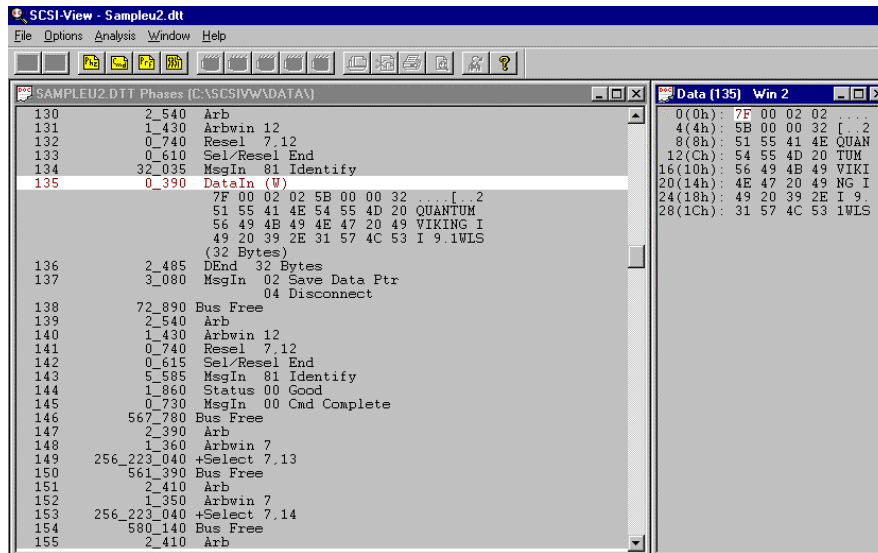 SCSI-View - Sampleu2.dtt
File Options Analysis Window Help
Phz Cmd Prf
SAMPLEU2.DTT Phases (C:\SCSIVW\DATA\)
130 2_540 Arb
131 1_430 Arbwin 12
132 0_740 Resel 7,12
133 0_610 Sel/Resel End
134 32_035 MsgIn 81 Identify
135 0_390 DataIn (W)
7F 00 02 02 5B 00 00 32 ....[..2
51 55 41 4E 54 55 4D 20 QUANTUM
56 49 4B 49 4E 47 20 49 VIKING I
49 20 39 2E 31 57 4C 53 I 9.1WLS
(32 Bytes)
136 2_485 DEnd 32 Bytes
137 3_080 MsgIn 02 Save Data Ptr
04 Disconnect
138 72_890 Bus Free
139 2_540 Arb
140 1_430 Arbwin 12
141 0_740 Resel 7,12
142 0_615 Sel/Resel End
143 5_585 MsgIn 81 Identify
144 1_860 Status 00 Good
145 0_730 MsgIn 00 Cmd Complete
146 567_780 Bus Free
147 2_390 Arb
148 1_360 Arbwin 7
149 256_223_040 +Select 7,13
150 561_390 Bus Free
151 2_410 Arb
152 1_350 Arbwin 7
153 256_223_040 +Select 7,14
154 580_140 Bus Free
155 2_410 Arb
Data (135) Win 2
0(0h): 7F 00 02 02 ....
4(4h): 5B 00 00 32 [..2
8(8h): 51 55 41 4E QUAN
12(Ch): 54 55 4D 20 TUM
16(10h): 56 49 4B 49 VIKI
20(14h): 4E 47 20 49 NG I
24(18h): 49 20 39 2E I 9.
28(1Ch): 31 57 4C 53 1WLS